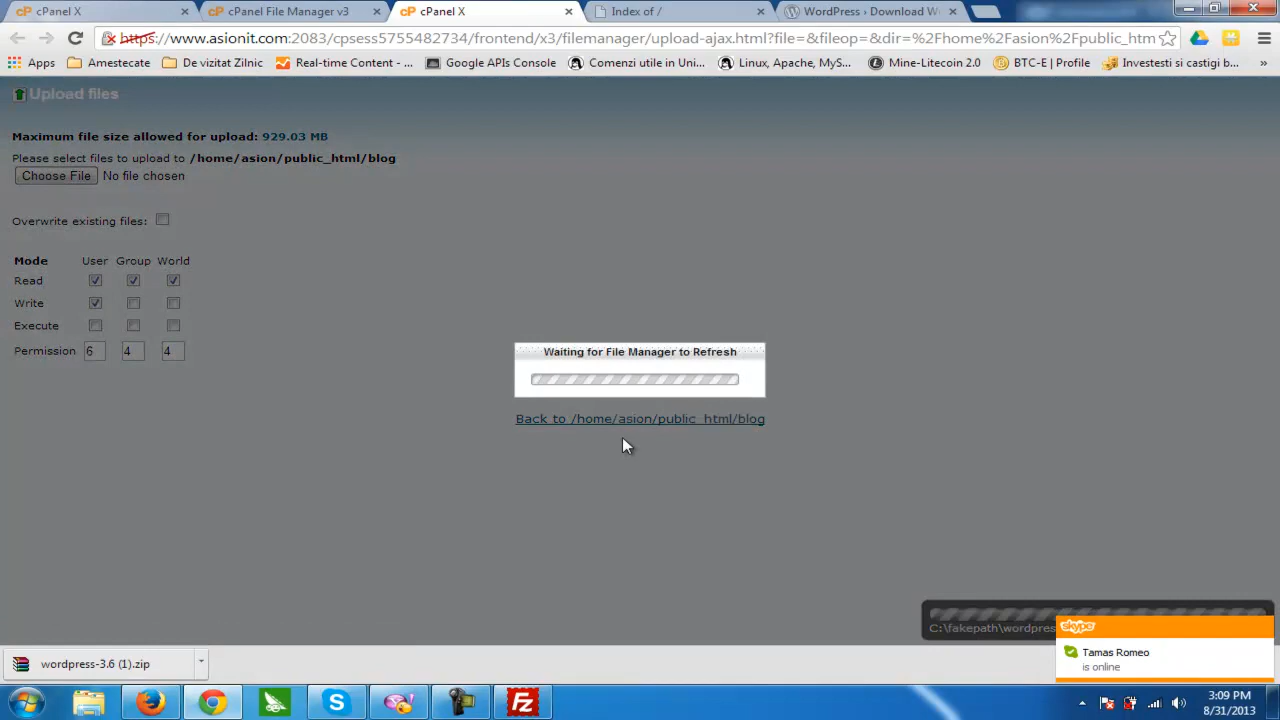 cPanel X
cPanel File Manager v3
cPanel X
Index of /
WordPress › Download W
https://www.asionit.com:2083/cpsess5755482734/frontend/x3/filemanager/upload-ajax.html?file=&fileop=&dir=%2Fhome%2Fasion%2Fpublic_htm
Apps
Amestecate
De vizitat Zilnic
Real-time Content - ...
Google APIs Console
Comenzi utile in Uni...
Linux, Apache, MyS...
Mine-Litecoin 2.0
BTC-E | Profile
Investesti si castigi b...
»
Upload files
Maximum file size allowed for upload: 929.03 MB
Please select files to upload to /home/asion/public_html/blog
Choose File No file chosen
Overwrite existing files:
Mode User Group World
Read
Write
Execute
Permission 6 4 4
Waiting for File Manager to Refresh
Back to /home/asion/public_html/blog
C:\fakepath\wordpres
skype
Tamas Romeo
is online
wordpress-3.6 (1).zip
3:09 PM
8/31/2013